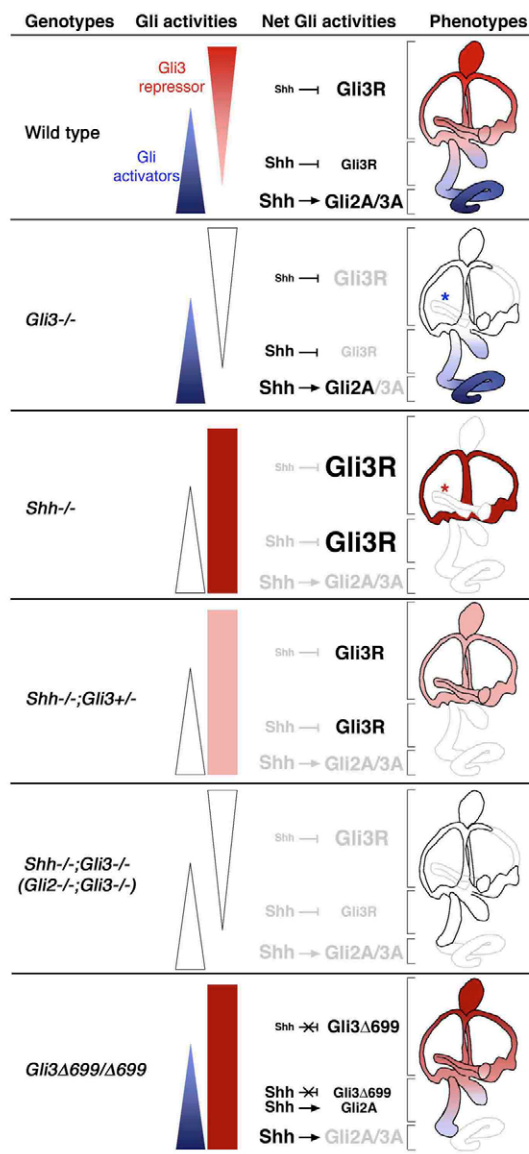 Genotypes Gli activities Net Gli activities Phenotypes
Gli3
repressor
Shh Gli3R
Wild type
Gli
activators
Shh Gli3R
Shh Gli2A/3A
Shh Gli3R
*
Gli3-/-
Shh Gli3R
Shh Gli2A/3A
Shh Gli3R
*
Shh-/-
Shh Gli3R
Shh Gli2A/3A
Shh Gli3R
Shh-/-;Gli3+/-
Shh Gli3R
Shh Gli2A/3A
Shh Gli3R
Shh-/-;Gli3-/-
(Gli2-/-;Gli3-/-)
Shh Gli3R
Shh Gli2A/3A
Shh Gli3Δ699
Gli3Δ699/Δ699
Shh Gli3Δ699
Shh Gli2A
Shh Gli2A/3A